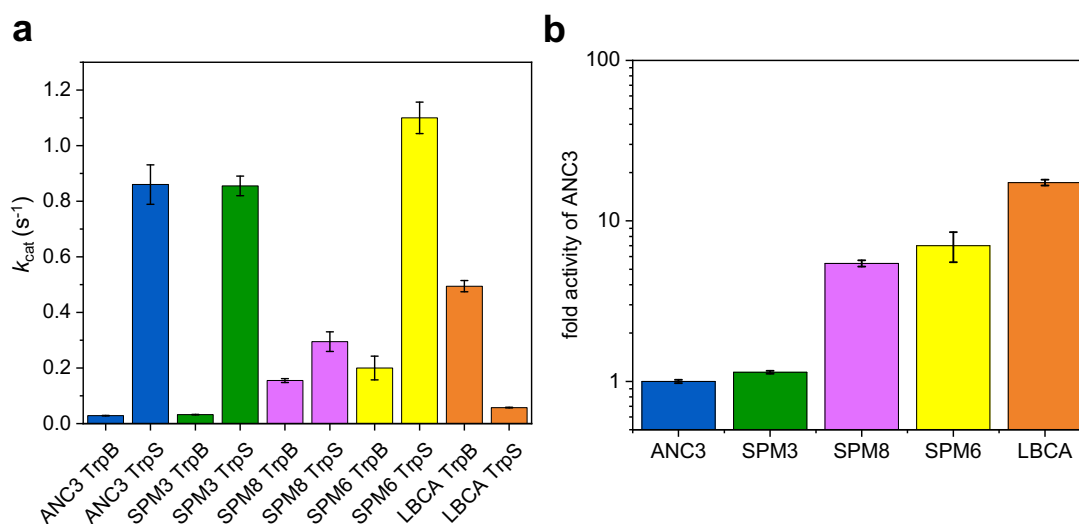 a
1.2
1.0
0.8
0.6
0.4
0.2
0.0
kcat (s-1)
ANC3 TrpB
ANC3 TrpS
SPM3 TrpB
SPM3 TrpS
SPM8 TrpB
SPM8 TrpS
SPM6 TrpB
SPM6 TrpS
LBCA TrpB
LBCA TrpS
b
100
10
1
fold activity of ANC3
ANC3
SPM3
SPM8
SPM6
LBCA